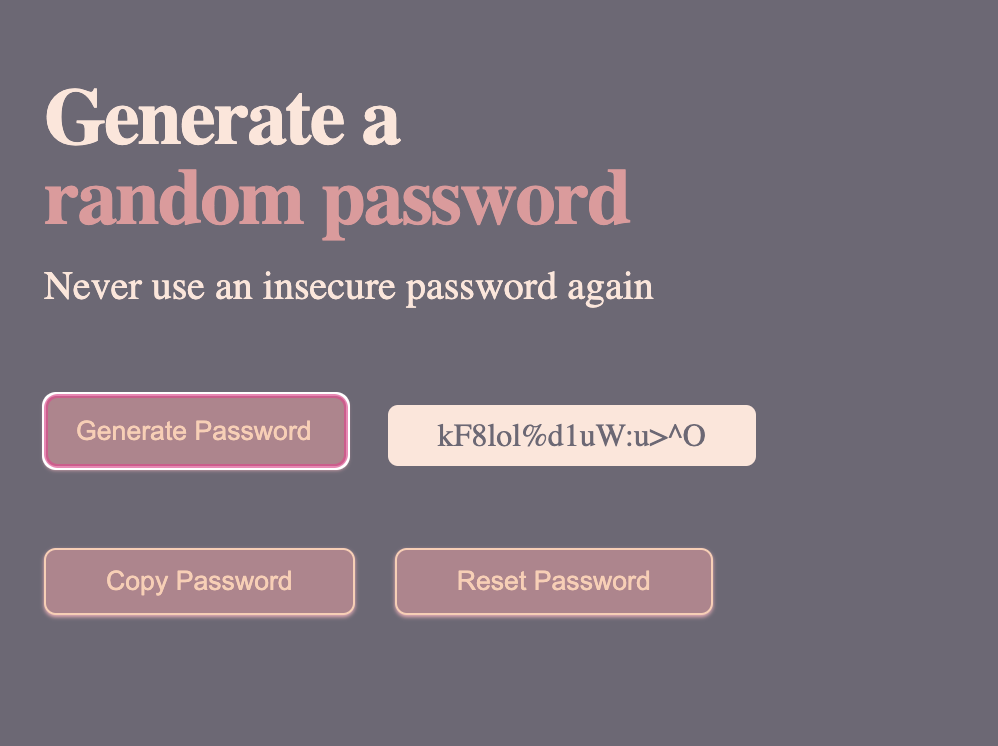 Generate a
random password
Never use an insecure password again
Generate Password
kF8lol%d1uW:u>^O
Copy Password
Reset Password